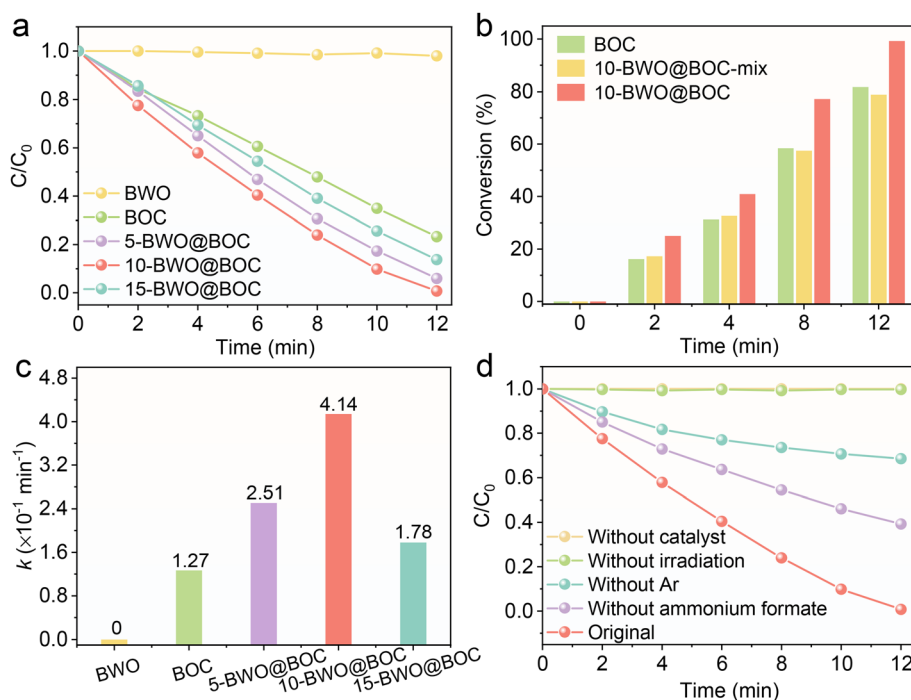 a
C/C0
1.0
0.8
0.6
0.4
0.2
0.0
BWO
BOC
5-BWO@BOC
10-BWO@BOC
15-BWO@BOC
0 2 4 6 8 10 12
Time (min)
b
Conversion (%)
100
80
60
40
20
0
BOC
10-BWO@BOC-mix
10-BWO@BOC
0 2 4 8 12
Time (min)
c
k (×10⁻¹ min⁻¹)
4.8
4.0
3.2
2.4
1.6
0.8
0.0
0
1.27
2.51
4.14
1.78
BWO
BOC
5-BWO@BOC
10-BWO@BOC
15-BWO@BOC
d
C/C0
1.0
0.8
0.6
0.4
0.2
0.0
Without catalyst
Without irradiation
Without Ar
Without ammonium formate
Original
0 2 4 6 8 10 12
Time (min)